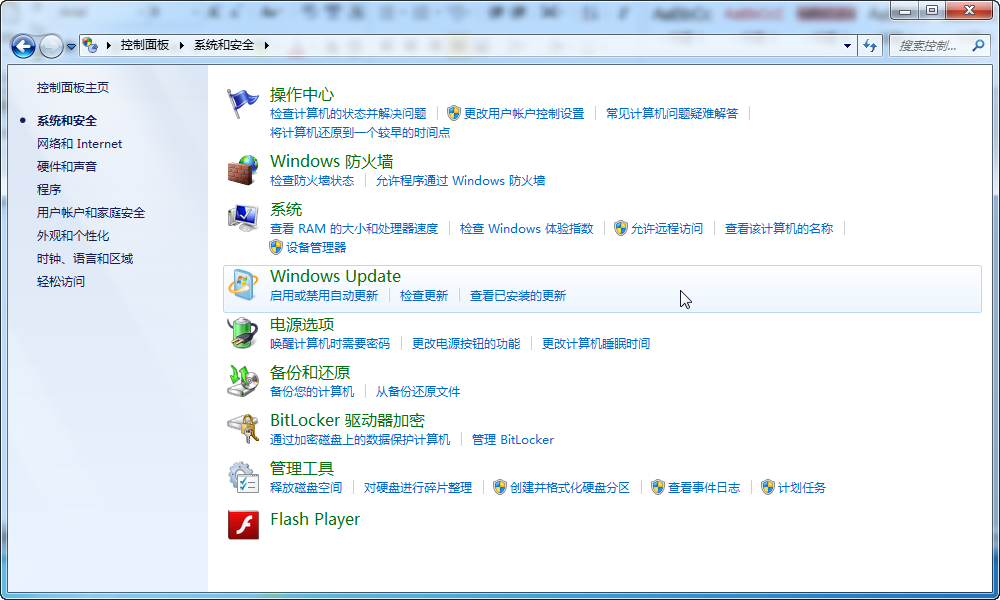 控制面板 系统和安全 搜索控制...
控制面板主页
系统和安全
网络和 Internet
硬件和声音
程序
用户帐户和家庭安全
外观和个性化
时钟、语言和区域
轻松访问
操作中心
检查计算机的状态并解决问题 更改用户帐户控制设置 常见计算机问题疑难解答
将计算机还原到一个较早的时间点
Windows 防火墙
检查防火墙状态 允许程序通过 Windows 防火墙
系统
查看 RAM 的大小和处理器速度 检查 Windows 体验指数 允许远程访问 查看该计算机的名称
设备管理器
Windows Update
启用或禁用自动更新 检查更新 查看已安装的更新
电源选项
唤醒计算机时需要密码 更改电源按钮的功能 更改计算机睡眠时间
备份和还原
备份您的计算机 从备份还原文件
BitLocker 驱动器加密
通过加密磁盘上的数据保护计算机 管理 BitLocker
管理工具
释放磁盘空间 对硬盘进行碎片整理 创建并格式化硬盘分区 查看事件日志 计划任务
Flash Player